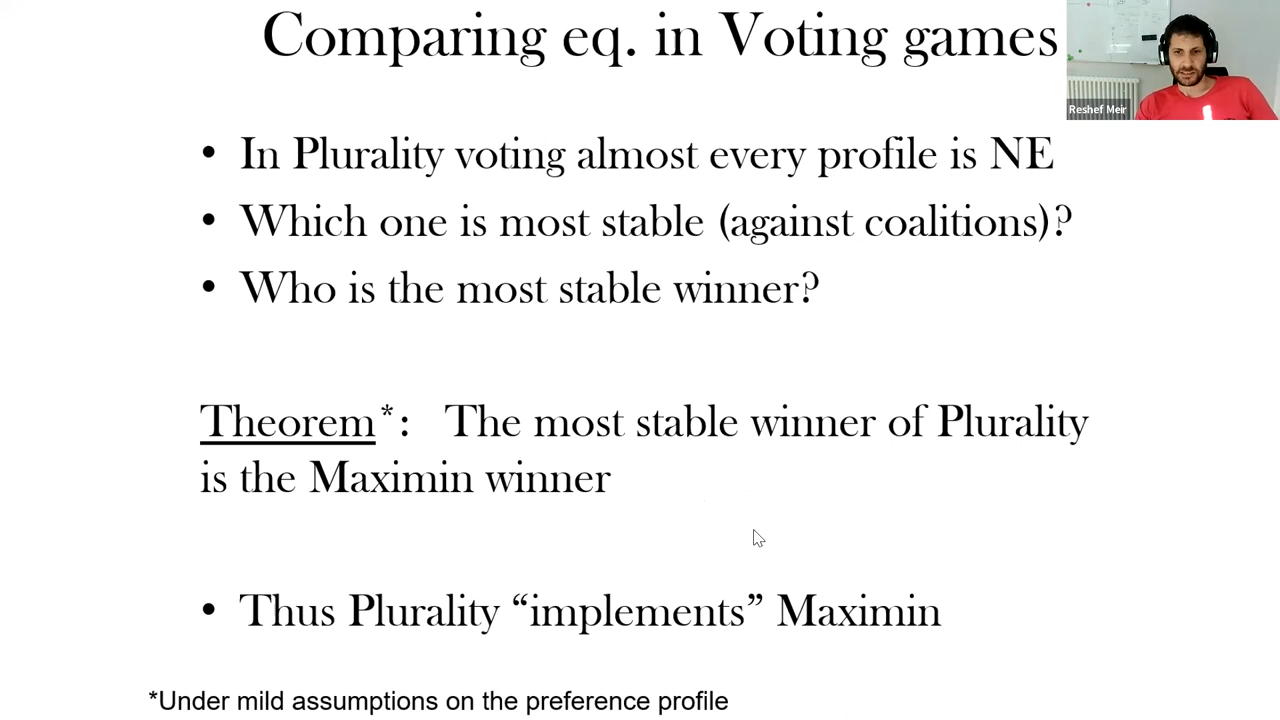 Comparing eq. in Voting games
Reshef Meir
• In Plurality voting almost every profile is NE
• Which one is most stable (against coalitions)?
• Who is the most stable winner?
Theorem*: The most stable winner of Plurality
is the Maximin winner
• Thus Plurality “implements” Maximin
*Under mild assumptions on the preference profile